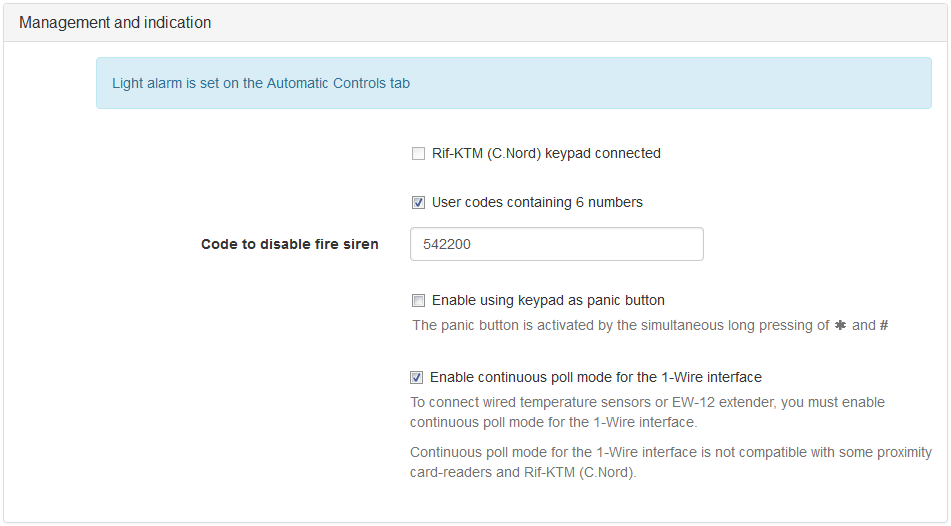 Management and indication
Light alarm is set on the Automatic Controls tab
Rif-KTM (C.Nord) keypad connected
User codes containing 6 numbers
Code to disable fire siren
542200
Enable using keypad as panic button
The panic button is activated by the simultaneous long pressing of ✱ and #
Enable continuous poll mode for the 1-Wire interface
To connect wired temperature sensors or EW-12 extender, you must enable
continuous poll mode for the 1-Wire interface.
Continuous poll mode for the 1-Wire interface is not compatible with some proximity
card-readers and Rif-KTM (C.Nord).